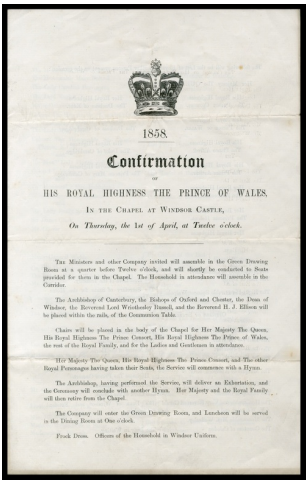 1858.
Confirmation
OF
HIS ROYAL HIGHNESS THE PRINCE OF WALES,
IN THE CHAPEL AT WINDSOR CASTLE,
On Thursday, the 1st of April, at Twelve o'clock.
The Ministers and other Company invited will assemble in the Green Drawing
Room at a quarter before Twelve o'clock, and will shortly be conducted to Seats
provided for them in the Chapel. The Household in attendance will assemble in the
Corridor.
The Archbishop of Canterbury, the Bishops of Oxford and Chester, the Dean of
Windsor, the Reverend Lord Wriothesley Russell, and the Reverend H. J. Ellison will
be placed within the rails, of the Communion Table.
Chairs will be placed in the body of the Chapel for Her Majesty The Queen,
His Royal Highness The Prince Consort, His Royal Highness The Prince of Wales,
the rest of the Royal Family, and for the Ladies and Gentlemen in attendance.
Her Majesty The Queen, His Royal Highness The Prince Consort, and The other
Royal Personages having taken their Seats, the Service will commence with a Hymn.
The Archbishop, having performed the Service, will deliver an Exhortation, and
the Ceremony will conclude with another Hymn. Her Majesty and the Royal Family
will then retire from the Chapel.
The Company will enter the Green Drawing Room, and Luncheon will be served
in the Dining Room at One o'clock.
Frock Dress. Officers of the Household in Windsor Uniform.